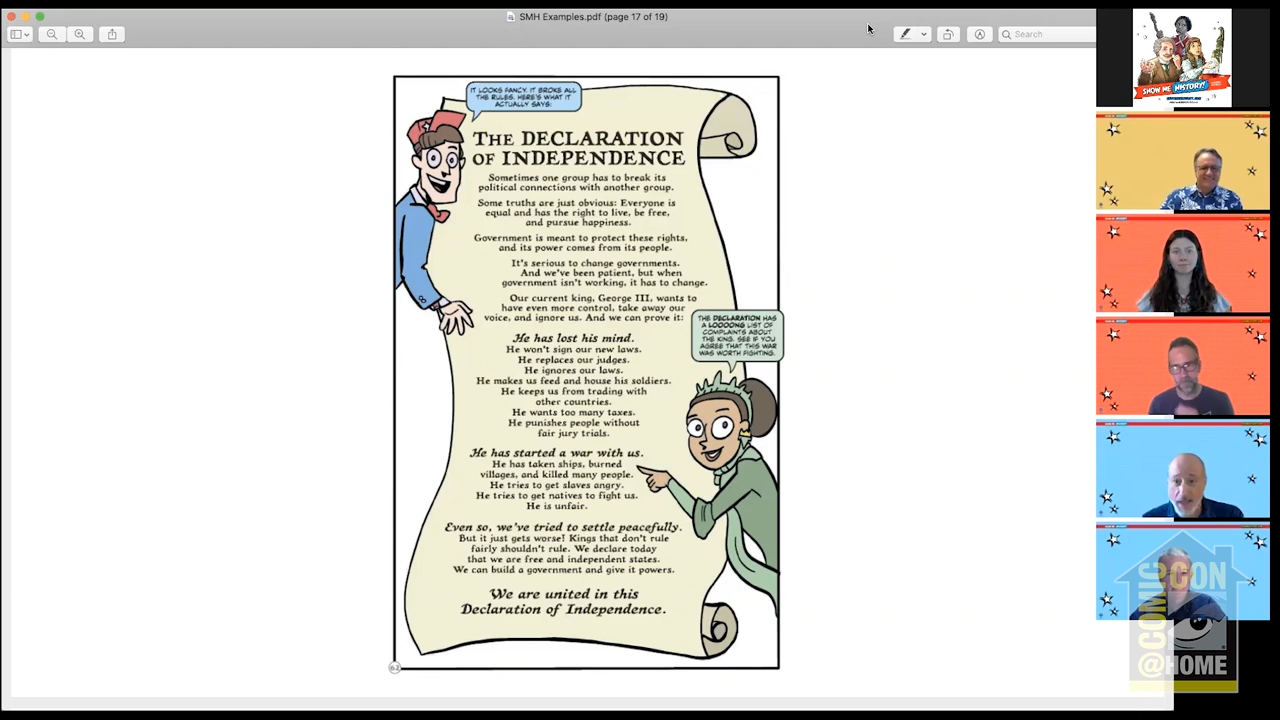 SMH Examples.pdf (page 17 of 19)
Search
SHOW ME HISTORY!
IT LOOKS FANCY. IT BROKE ALL
THE RULES. HERE'S WHAT IT
ACTUALLY SAYS:
THE DECLARATION
OF INDEPENDENCE
Sometimes one group has to break its
political connections with another group.
Some truths are just obvious: Everyone is
equal and has the right to live, be free,
and pursue happiness.
Government is meant to protect these rights,
and its power comes from its people.
It's serious to change governments.
And we've been patient, but when
government isn't working, it has to change.
Our current king, George III, wants to
have even more control, take away our
voice, and ignore us. And we can prove it:
THE DECLARATION HAS
A LOOOONG LIST OF
COMPLAINTS ABOUT
THE KING. SEE IF YOU
AGREE THAT THIS WAR
WAS WORTH FIGHTING.
He has lost his mind.
He won't sign our new laws.
He replaces our judges.
He ignores our laws.
He makes us feed and house his soldiers.
He keeps us from trading with
other countries.
He wants too many taxes.
He punishes people without
fair jury trials.
He has started a war with us.
He has taken ships, burned
villages, and killed many people.
He tries to get slaves angry.
He tries to get natives to fight us.
He is unfair.
Even so, we've tried to settle peacefully.
But it just gets worse! Kings that don't rule
fairly shouldn't rule. We declare today
that we are free and independent states.
We can build a government and give it powers.
We are united in this
Declaration of Independence.
62
@COMIC CON
@HOME